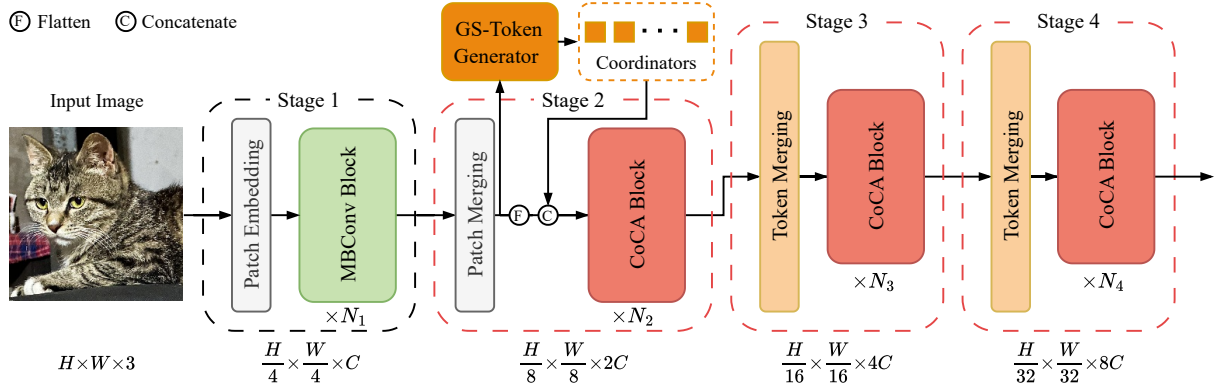 F Flatten
C Concatenate
GS-Token
Generator
Coordinators
Input Image
Stage 1
Patch Embedding
MBConv Block
×N₁
Stage 2
Patch Merging
F
C
CoCA Block
×N₂
Stage 3
Token Merging
CoCA Block
×N₃
Stage 4
Token Merging
CoCA Block
×N₄
H×W×3
H/4 × W/4 × C
H/8 × W/8 × 2C
H/16 × W/16 × 4C
H/32 × W/32 × 8C